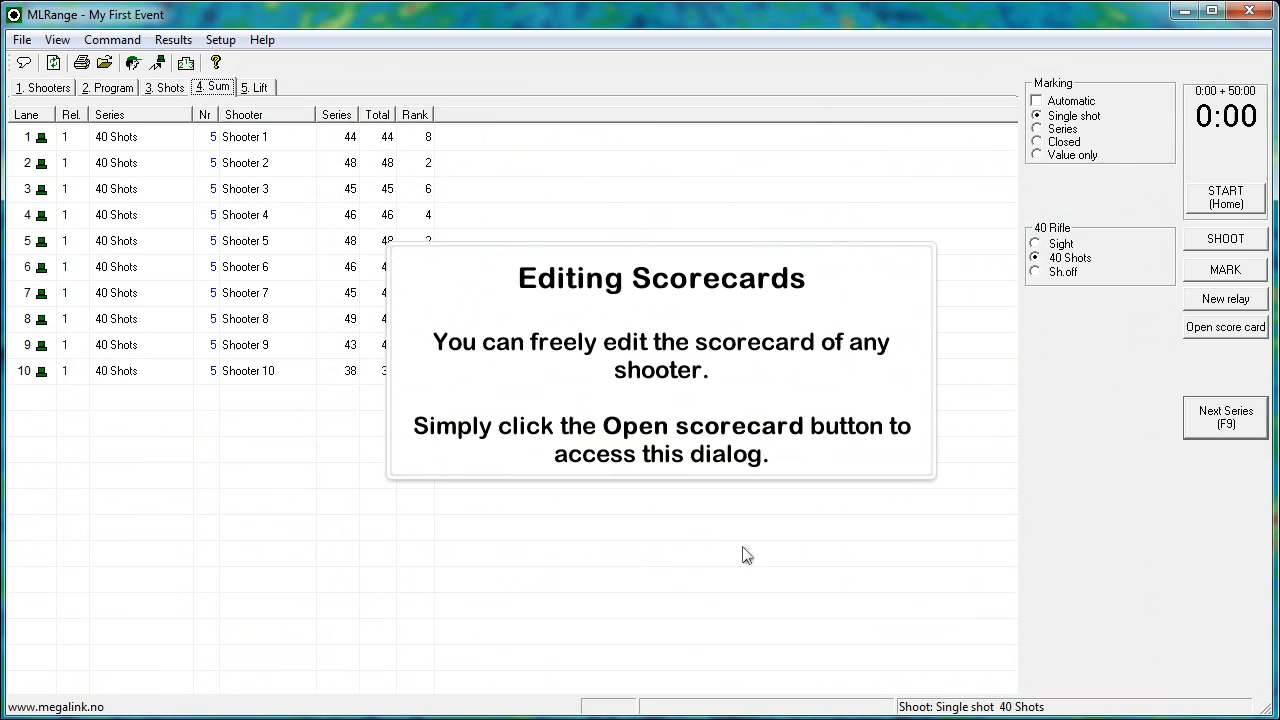 MLRange - My First Event
File View Command Results Setup Help
1. Shooters 2. Program 3. Shots 4. Sum 5. Lift
Lane Rel. Series Nr Shooter Series Total Rank
1 1 40 Shots 5 Shooter 1 44 44 8
2 1 40 Shots 5 Shooter 2 48 48 2
3 1 40 Shots 5 Shooter 3 45 45 6
4 1 40 Shots 5 Shooter 4 46 46 4
5 1 40 Shots 5 Shooter 5 48 48 2
6 1 40 Shots 5 Shooter 6 46
7 1 40 Shots 5 Shooter 7 45
8 1 40 Shots 5 Shooter 8 49
9 1 40 Shots 5 Shooter 9 43
10 1 40 Shots 5 Shooter 10 38
Editing Scorecards
You can freely edit the scorecard of any
shooter.
Simply click the Open scorecard button to
access this dialog.
Marking
Automatic
Single shot
Series
Closed
Value only
40 Rifle
Sight
40 Shots
Sh.off
0:00 + 50:00
0:00
START
(Home)
SHOOT
MARK
New relay
Open score card
Next Series
(F9)
www.megalink.no
Shoot: Single shot 40 Shots